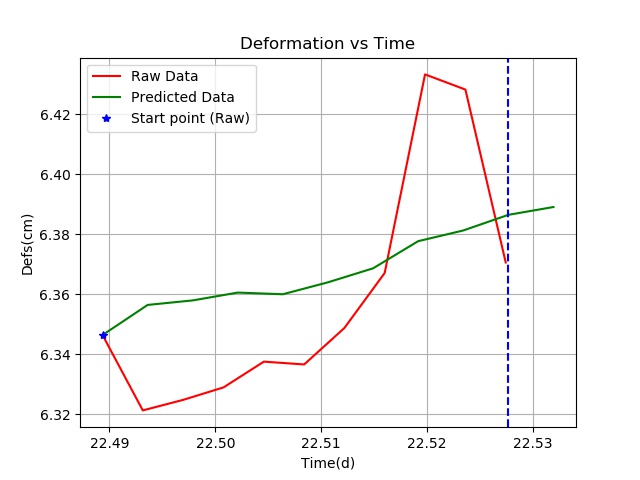 Deformation vs Time
Raw Data
Predicted Data
Start point (Raw)
Defs(cm)
6.42
6.40
6.38
6.36
6.34
6.32
22.49 22.50 22.51 22.52 22.53
Time(d)